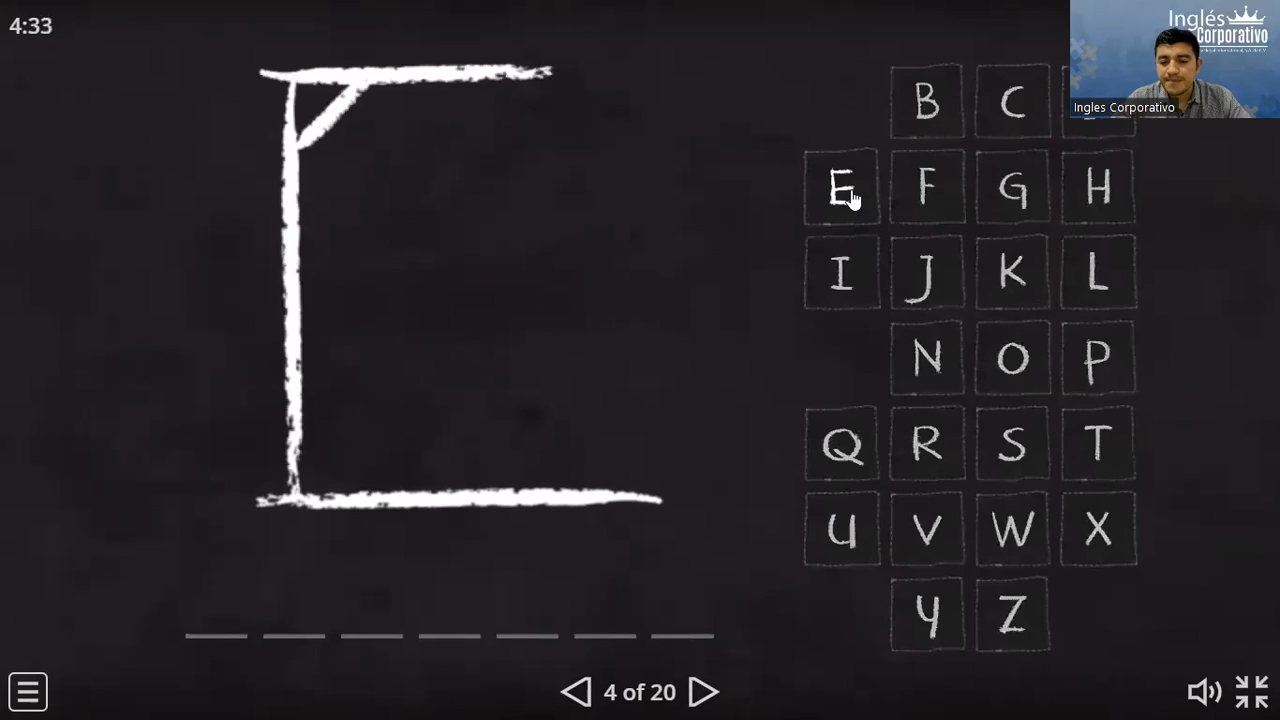 4:33
Inglés
Corporativo
Ingles Corporativo
B C
E F G H
I J K L
N O P
Q R S T
U V W X
Y Z
4 of 20